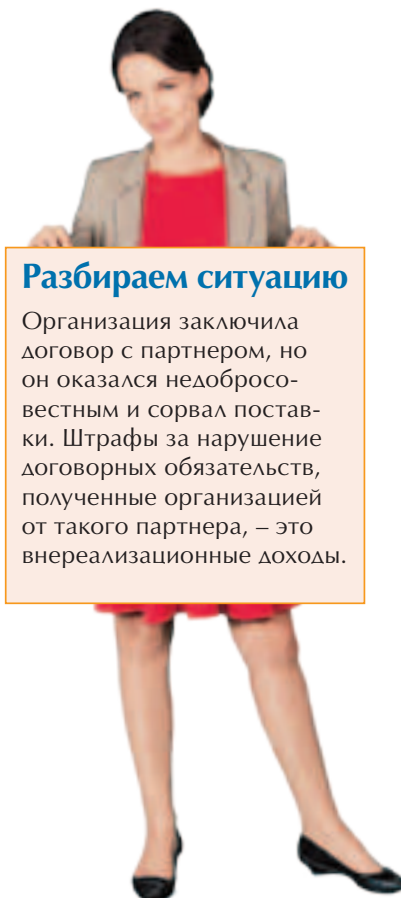 Разбираем ситуацию
Организация заключила
договор с партнером, но
он оказался недобросо-
вестным и сорвал постав-
ки. Штрафы за нарушение
договорных обязательств,
полученные организацией
от такого партнера, – это
внереализационные доходы.